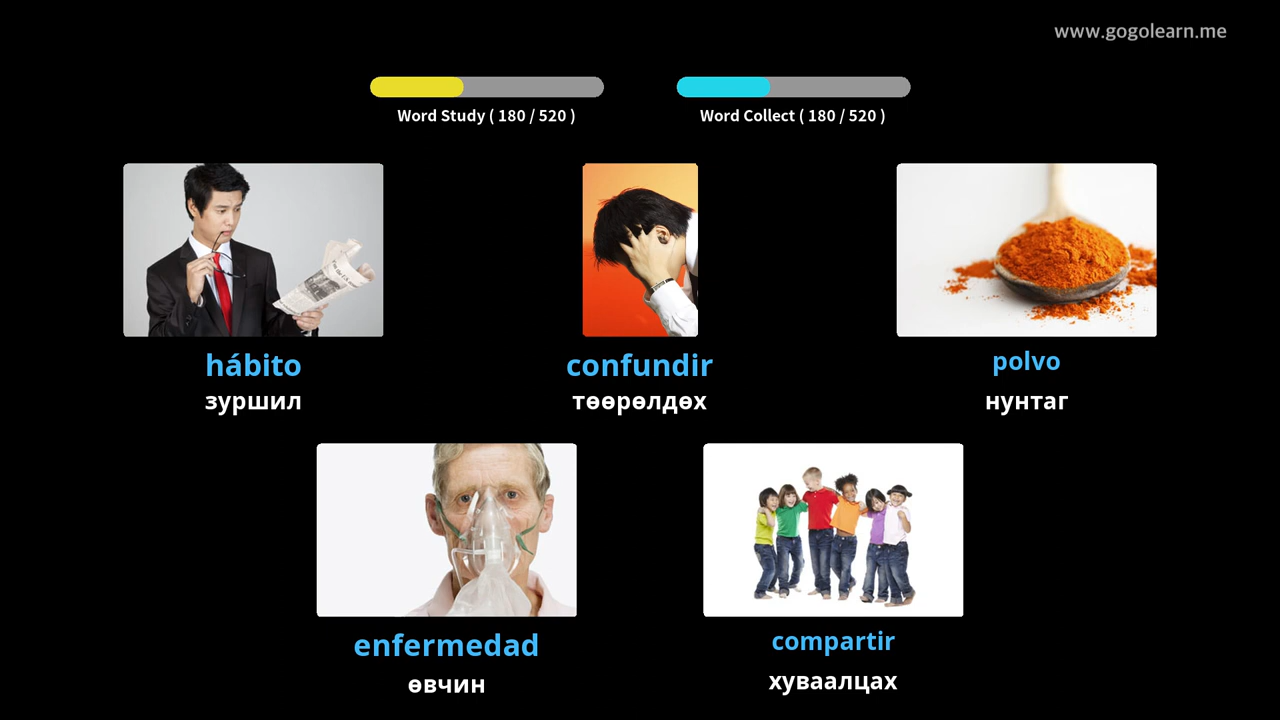 www.gogolearn.me
Word Study ( 180 / 520 )
Word Collect ( 180 / 520 )
hábito
зуршил
confundir
төөрөлдөх
polvo
нунтаг
enfermedad
өвчин
compartir
хуваалцах